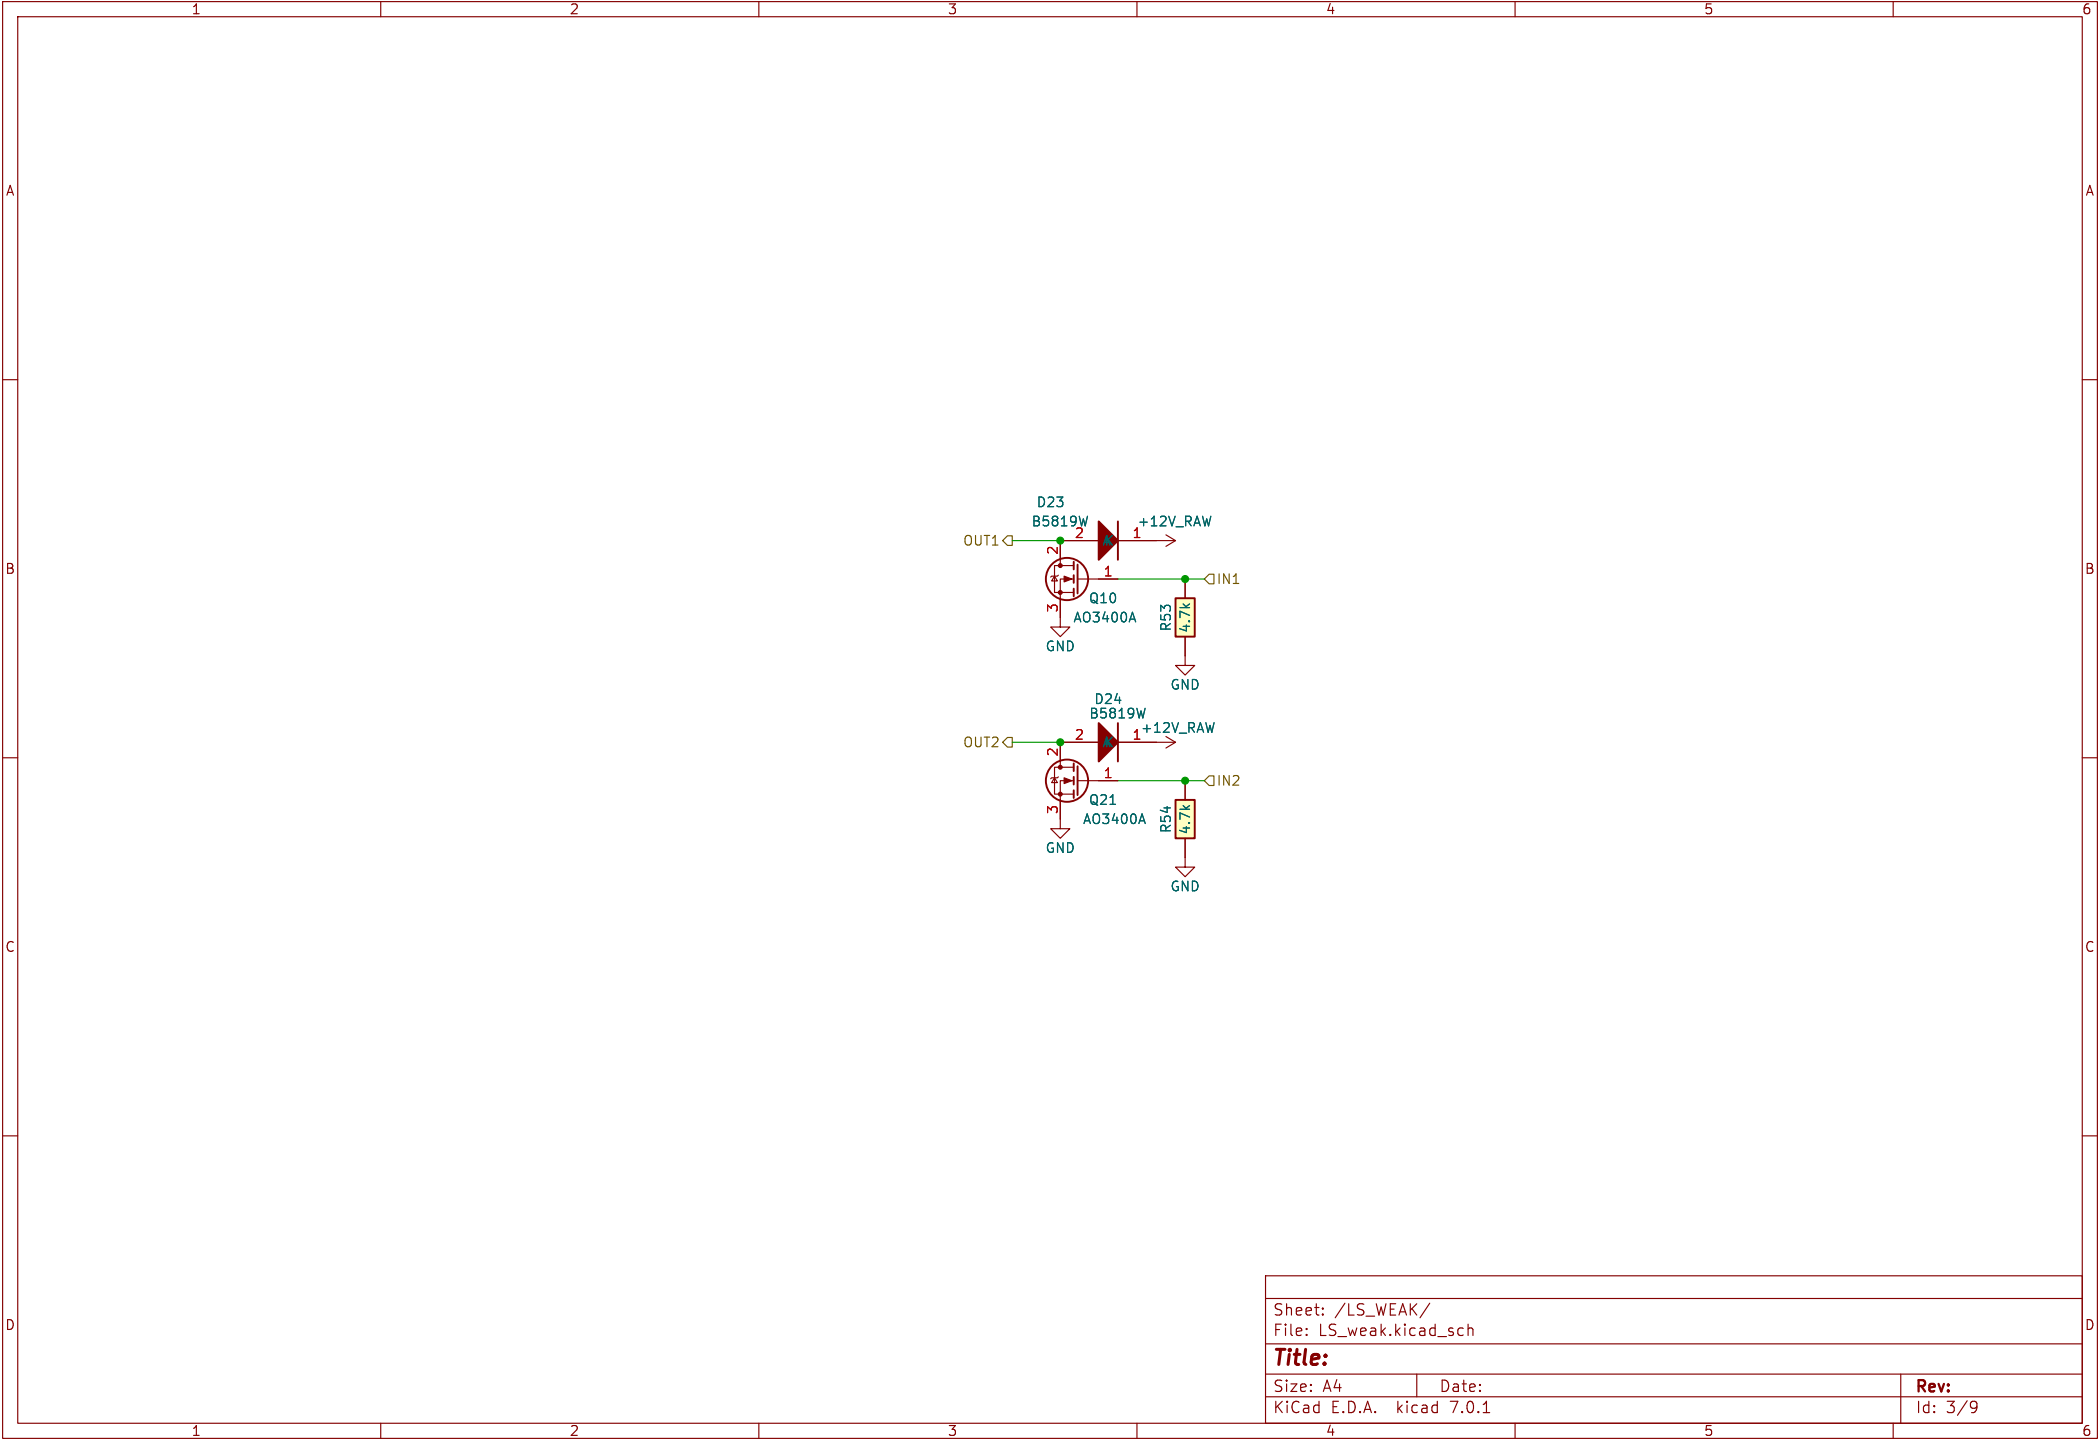 1 2 3 4 5 6
A A
D23
B5819W +12V_RAW
OUT1 2 1
2
B B
1 IN1
Q10
3 R53 4.7k
AO3400A
GND
GND
D24
B5819W
+12V_RAW
OUT2 2 1
2
1 IN2
Q21
3 R54 4.7k
AO3400A
GND
GND
C C
Sheet: /LS_WEAK/
D D
File: LS_weak.kicad_sch
Title:
Size: A4 Date: Rev:
KiCad E.D.A. kicad 7.0.1 Id: 3/9
1 2 3 4 5 6